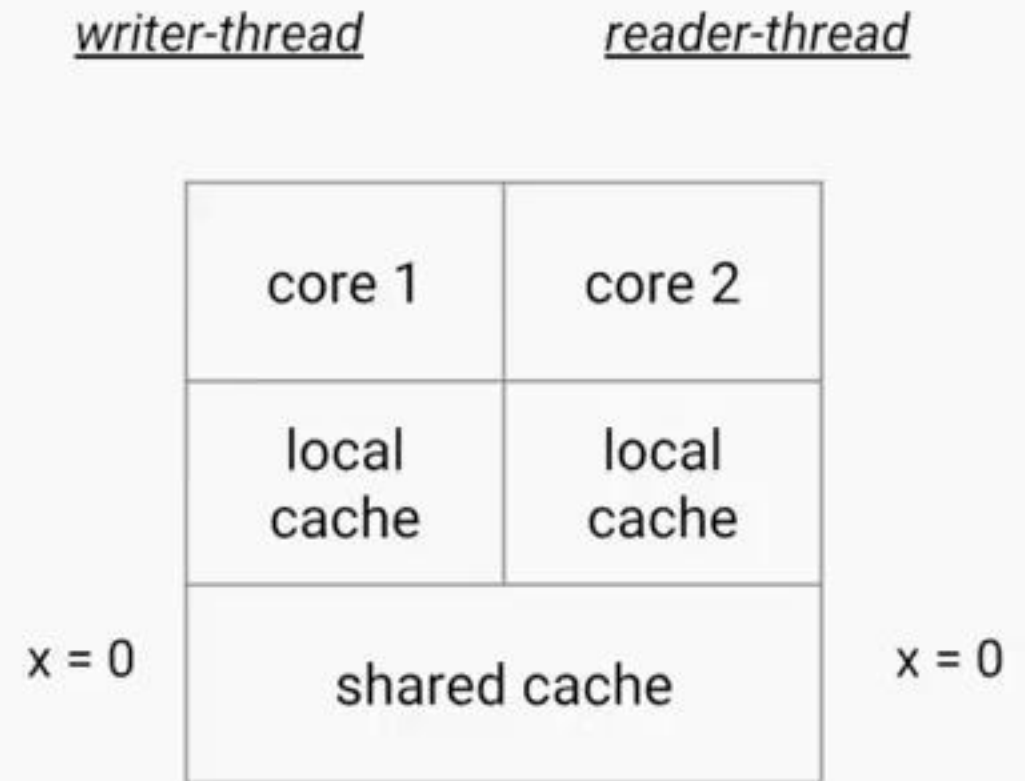 writer-thread
reader-thread
core 1
core 2
local
cache
local
cache
x = 0
shared cache
x = 0